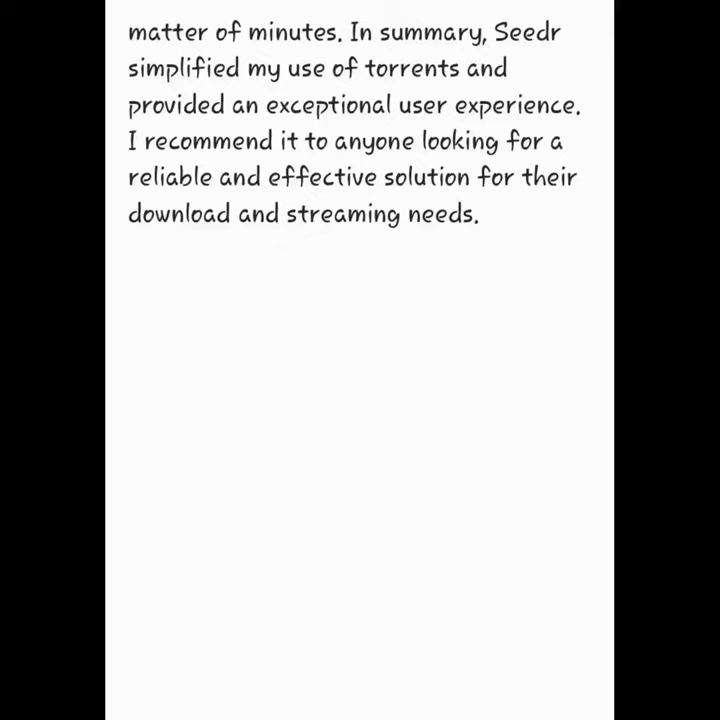 matter of minutes. In summary, Seedr
simplified my use of torrents and
provided an exceptional user experience.
I recommend it to anyone looking for a
reliable and effective solution for their
download and streaming needs.